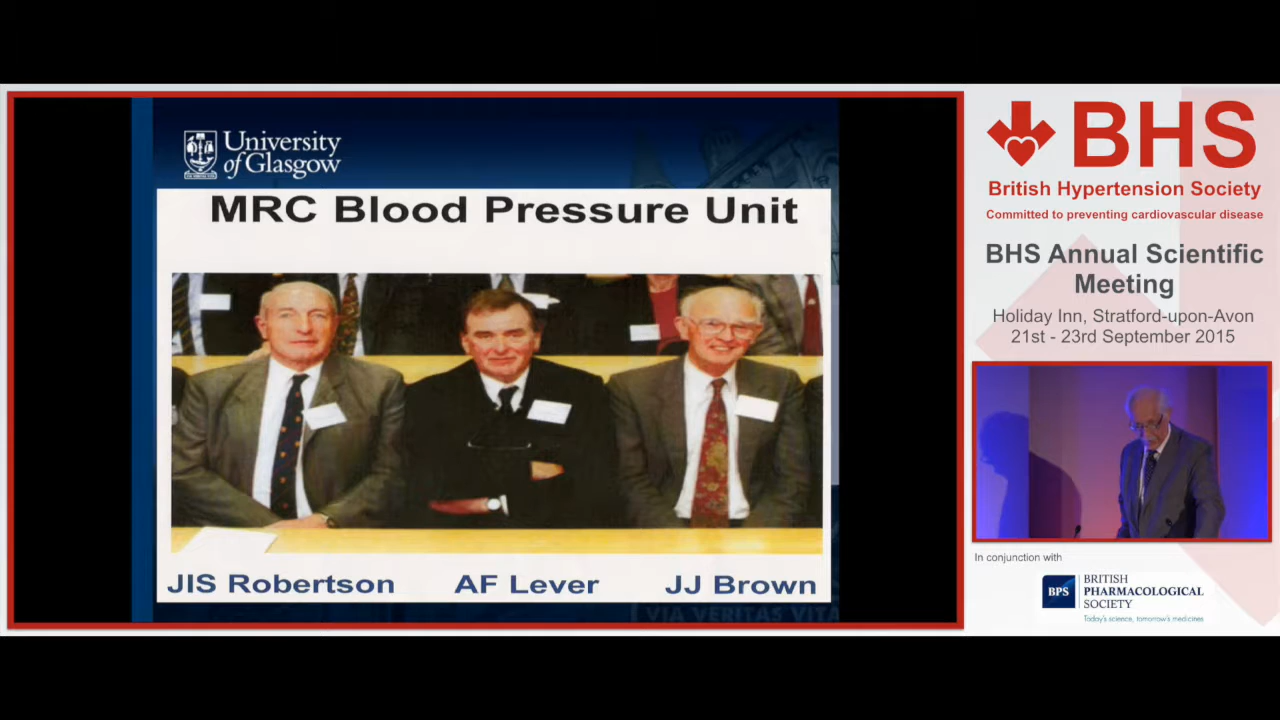 University
of Glasgow
MRC Blood Pressure Unit
JIS Robertson AF Lever JJ Brown
VIA VERITAS VITA
BHS
British Hypertension Society
Committed to preventing cardiovascular disease
BHS Annual Scientific
Meeting
Holiday Inn, Stratford-upon-Avon
21st - 23rd September 2015
In conjunction with
BPS
BRITISH
PHARMACOLOGICAL
SOCIETY
Today's science, tomorrow's medicines